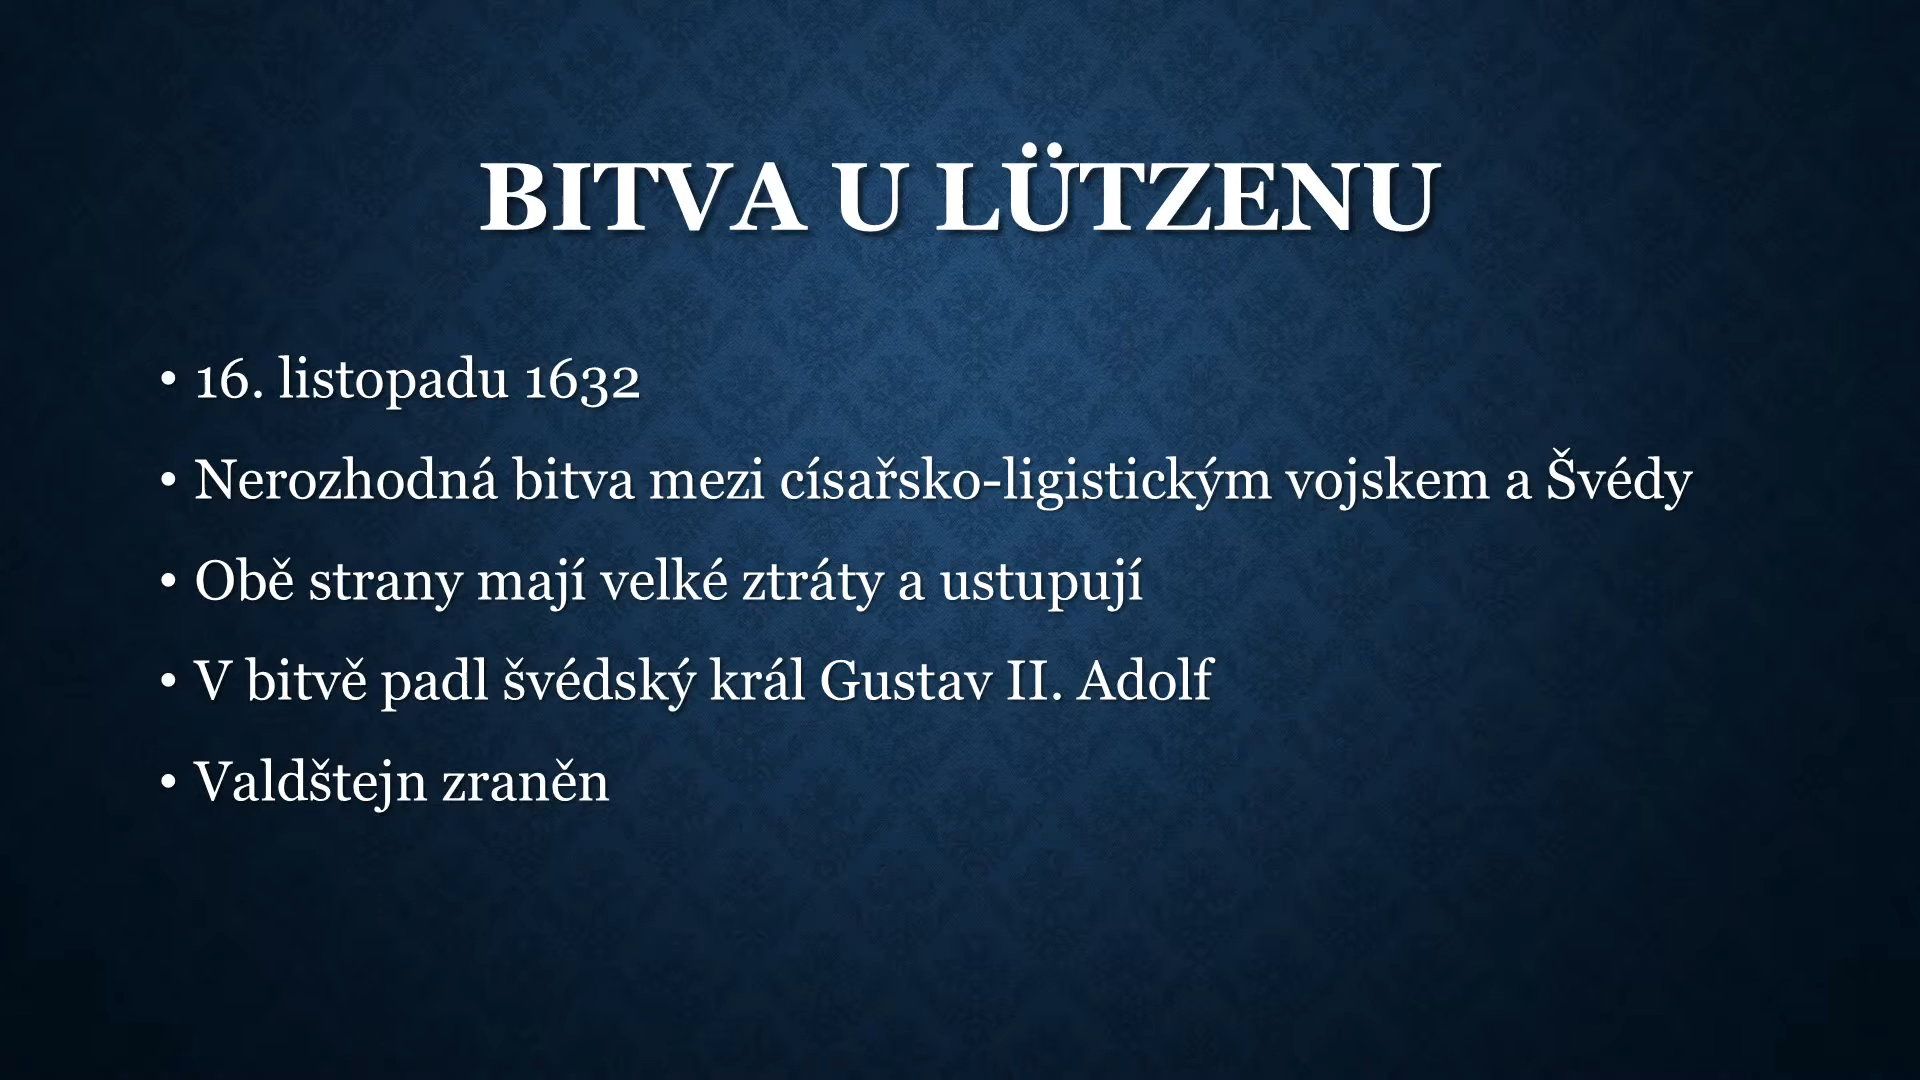 BITVA U LÜTZENU
• 16. listopadu 1632
• Nerozhodná bitva mezi císařsko-ligistickým vojskem a Švédy
• Obě strany mají velké ztráty a ustupují
• V bitvě padl švédský král Gustav II. Adolf
• Valdštejn zraněn